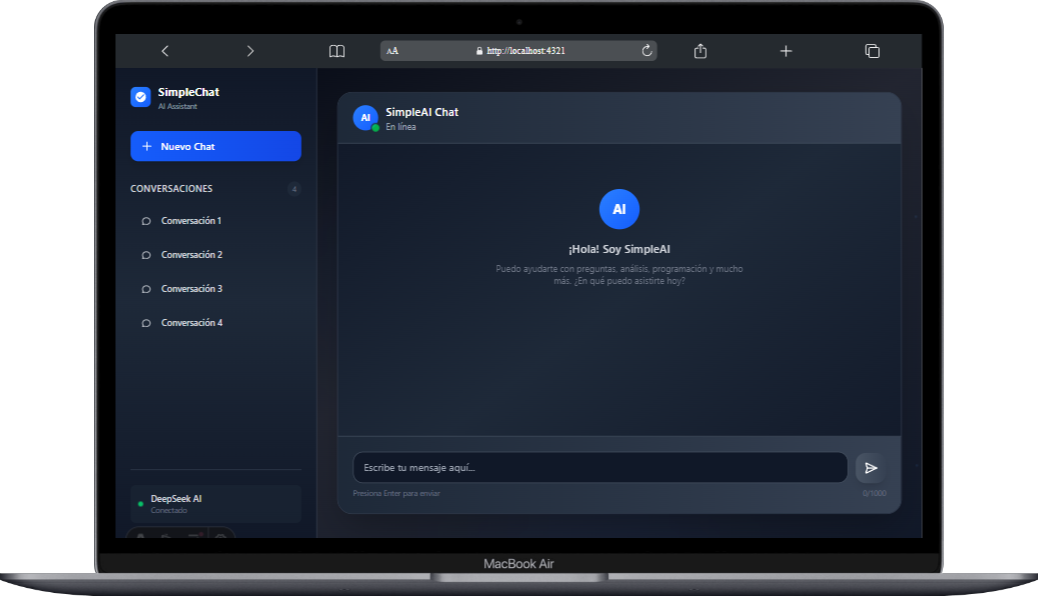 AA http://localhost:4321
SimpleChat
AI Assistant
+ Nuevo Chat
CONVERSACIONES 4
Conversación 1
Conversación 2
Conversación 3
Conversación 4
DeepSeek AI
Conectado
AI SimpleAI Chat
En línea
AI
¡Hola! Soy SimpleAI
Puedo ayudarte con preguntas, análisis, programación y mucho
más. ¿En qué puedo asistirte hoy?
Escribe tu mensaje aquí...
Presiona Enter para enviar 0/1000
MacBook Air